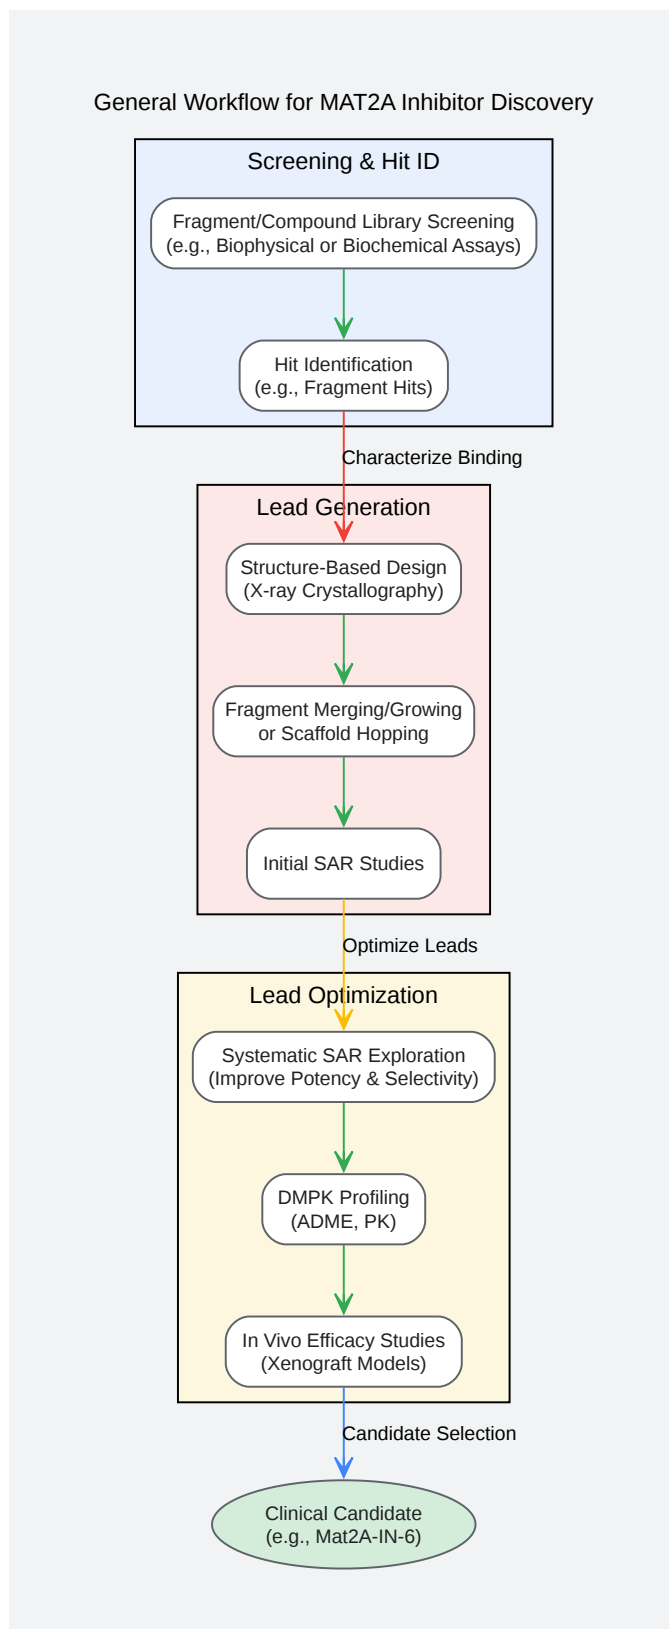 General Workflow for MAT2A Inhibitor Discovery
Screening & Hit ID
Fragment/Compound Library Screening
(e.g., Biophysical or Biochemical Assays)
Hit Identification
(e.g., Fragment Hits)
Characterize Binding
Lead Generation
Structure-Based Design
(X-ray Crystallography)
Fragment Merging/Growing
or Scaffold Hopping
Initial SAR Studies
Optimize Leads
Lead Optimization
Systematic SAR Exploration
(Improve Potency & Selectivity)
DMPK Profiling
(ADME, PK)
In Vivo Efficacy Studies
(Xenograft Models)
Candidate Selection
Clinical Candidate
(e.g., Mat2A-IN-6)